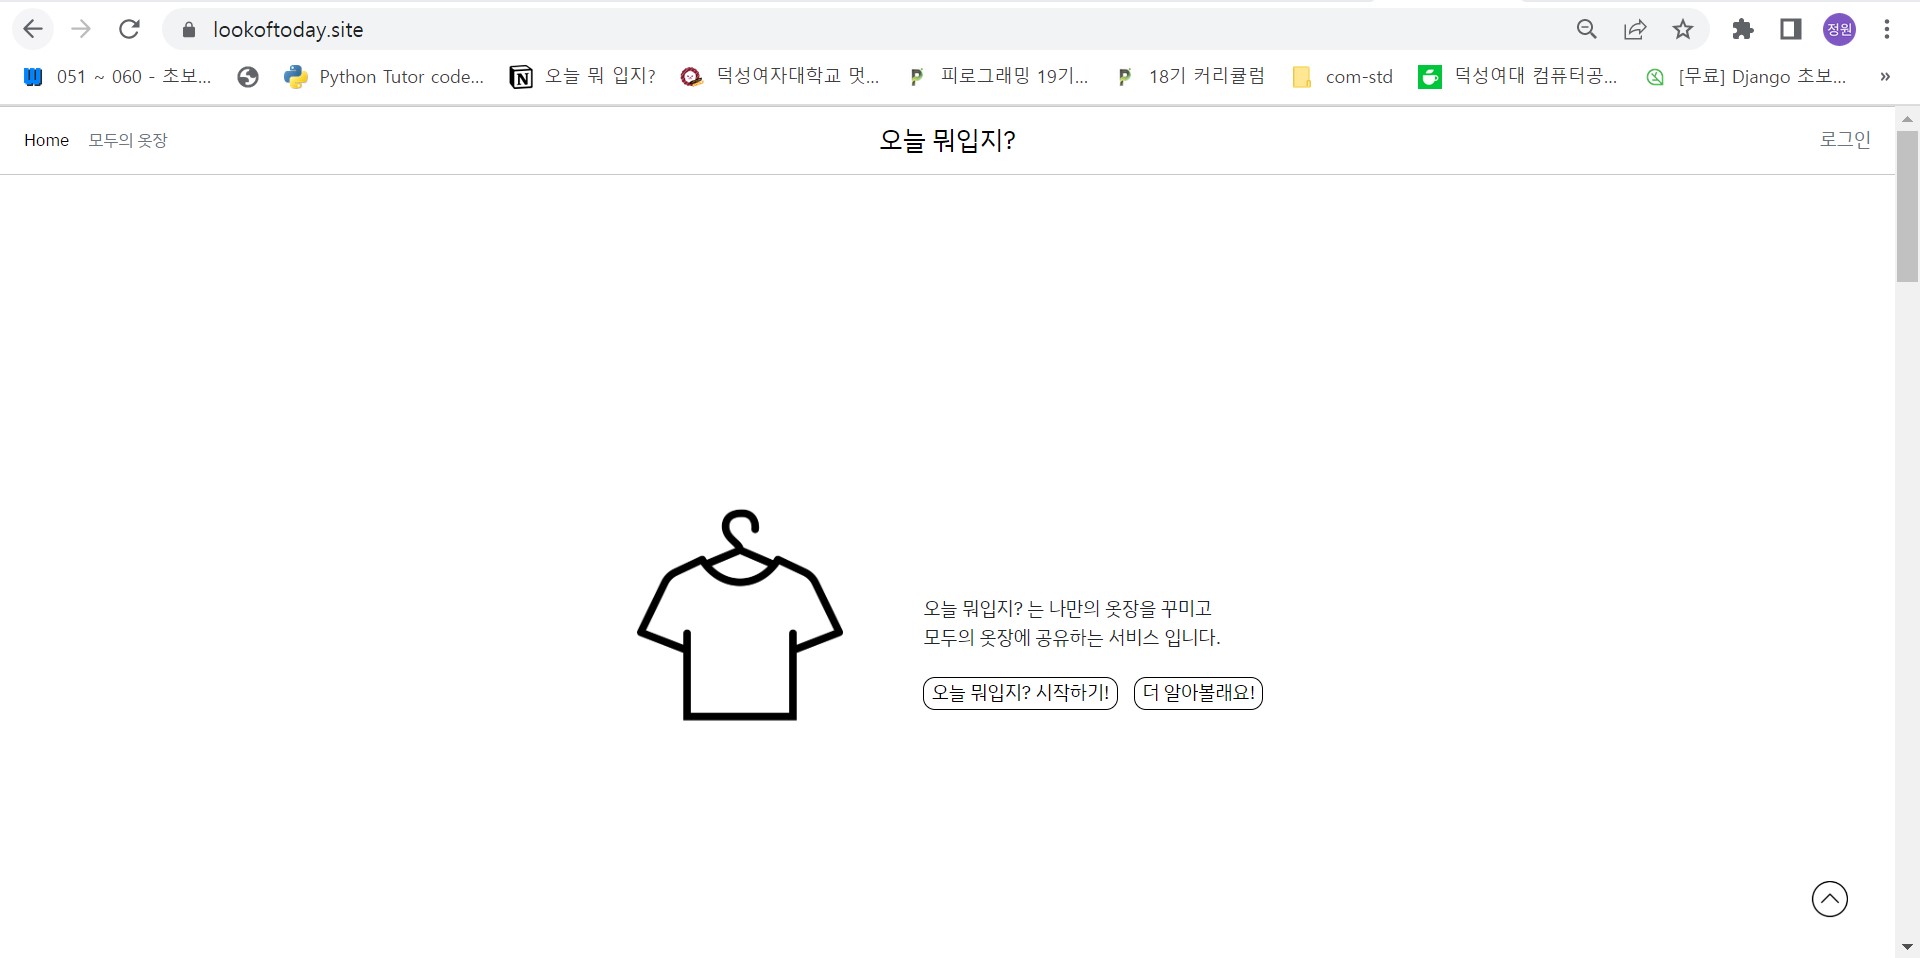 lookoftoday.site
정원
051 ~ 060 - 초보...
Python Tutor code...
오늘 뭐 입지?
덕성여자대학교 멋...
피로그래밍 19기...
18기 커리큘럼
com-std
덕성여대 컴퓨터공...
[무료] Django 초보...
»
Home 모두의 옷장
오늘 뭐입지?
로그인
오늘 뭐입지? 는 나만의 옷장을 꾸미고
모두의 옷장에 공유하는 서비스 입니다.
오늘 뭐입지? 시작하기!
더 알아볼래요!